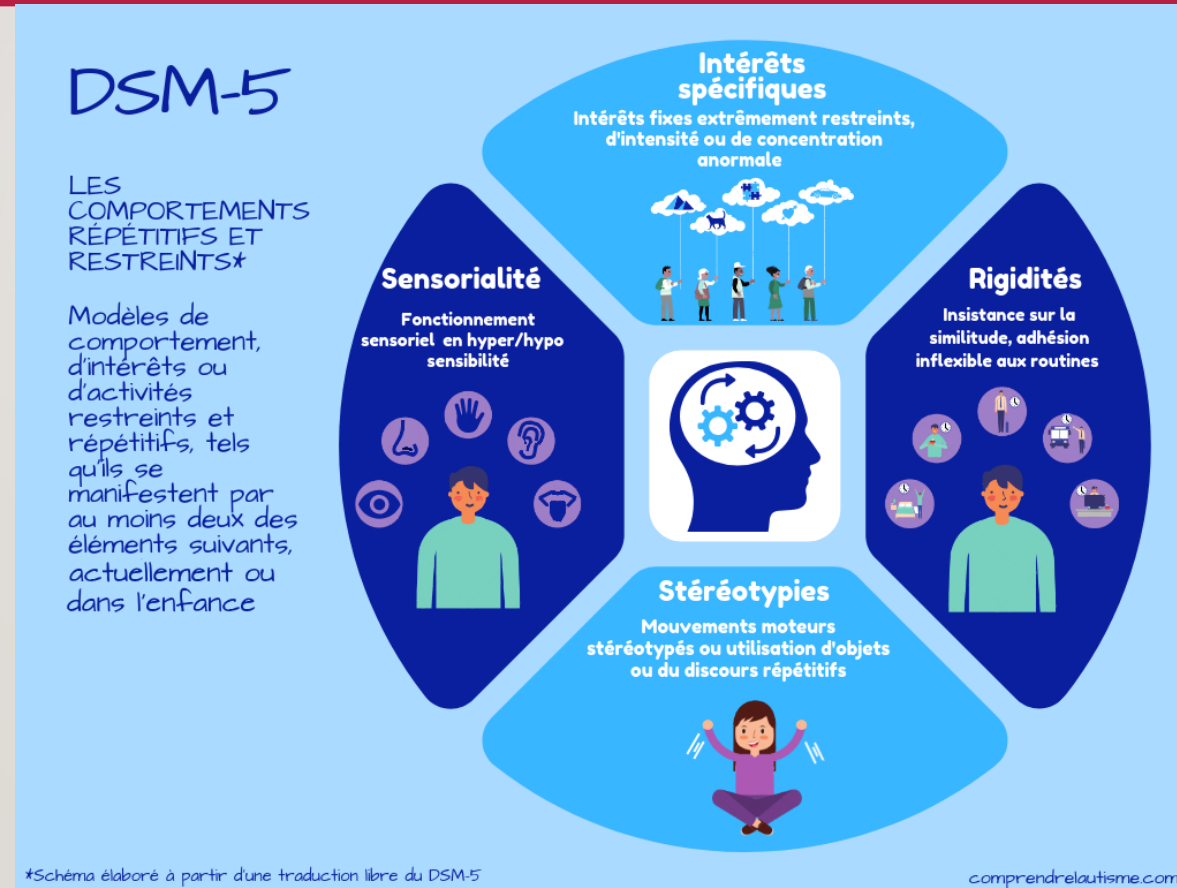 DSM-5
LES
COMPORTEMENTS
RÉPÉTITIFS ET
RESTREINTS*
Modèles de
comportement,
d'intérêts ou
d'activités
restreints et
répétitifs, tels
qu'ils se
manifestent par
au moins deux des
éléments suivants,
actuellement ou
dans l'enfance
Intérêts
spécifiques
Intérêts fixes extrêmement restreints,
d'intensité ou de concentration
anormale
Sensorialité
Fonctionnement
sensoriel en hyper/hypo
sensibilité
Rigidités
Insistance sur la
similitude, adhésion
inflexible aux routines
Stéréotypies
Mouvements moteurs
stéréotypés ou utilisation d'objets
ou du discours répétitifs
*Schéma élaboré à partir d'une traduction libre du DSM-5
comprendrelautisme.com